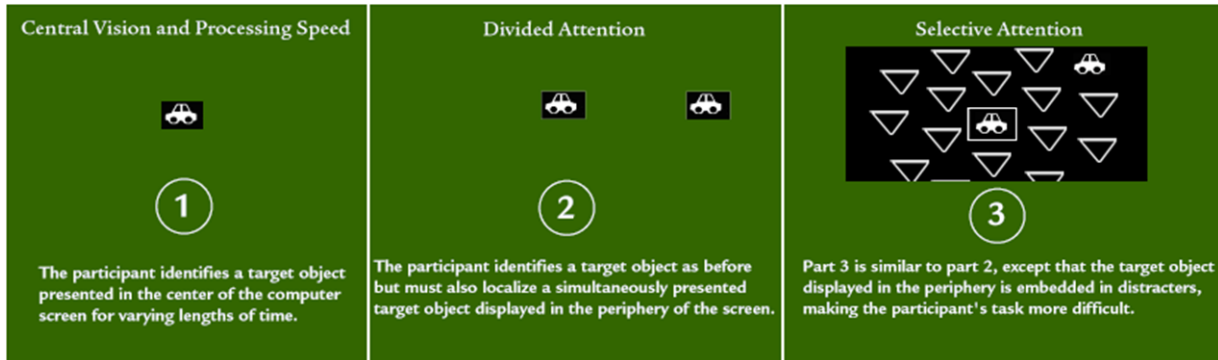 Central Vision and Processing Speed
1
The participant identifies a target object
presented in the center of the computer
screen for varying lengths of time.
Divided Attention
2
The participant identifies a target object as before
but must also localize a simultaneously presented
target object displayed in the periphery of the screen.
Selective Attention
3
Part 3 is similar to part 2, except that the target object
displayed in the periphery is embedded in distracters,
making the participant's task more difficult.